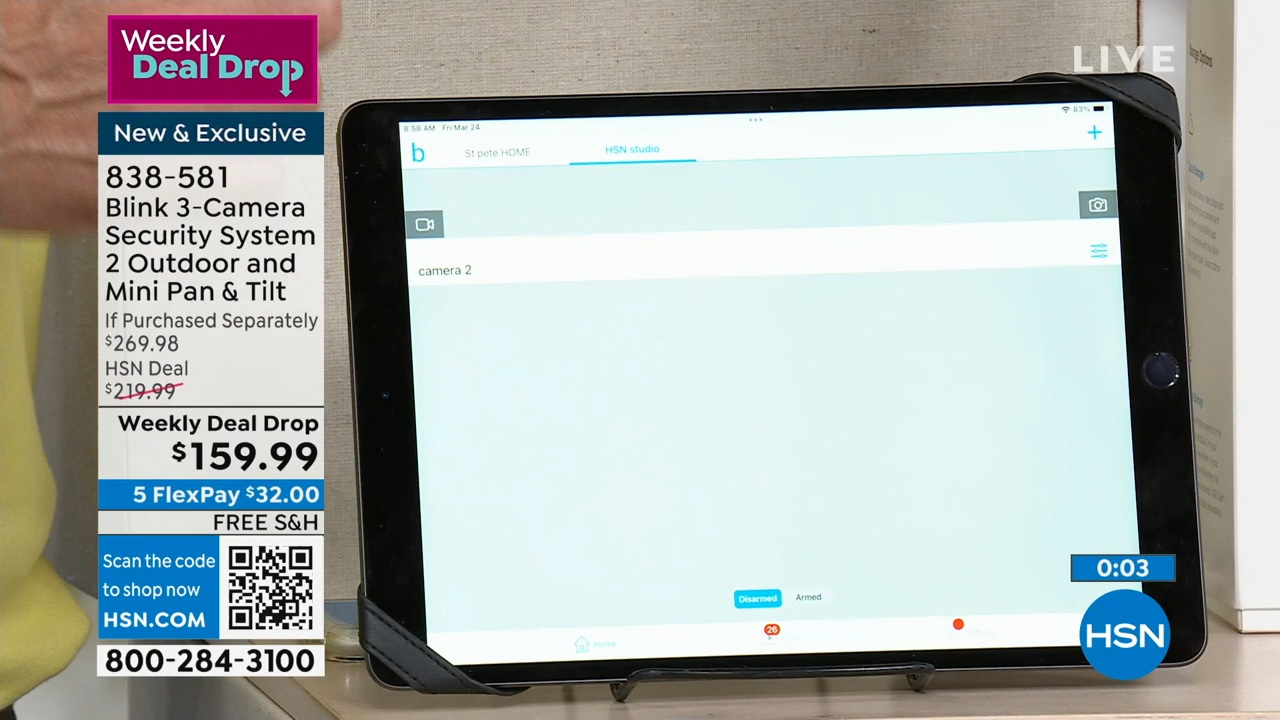 Weekly
Deal Drop
New & Exclusive
838-581
Blink 3-Camera
Security System
2 Outdoor and
Mini Pan & Tilt
If Purchased Separately
$269.98
HSN Deal
$219.99
Weekly Deal Drop
$159.99
5 FlexPay $32.00
FREE S&H
Scan the code
to shop now
HSN.COM
800-284-3100
LIVE
8:58 AM Fri Mar 24
83%
b
St pete HOME
HSN studio
+
camera 2
Disarmed
Armed
Home
26
0:03
HSN